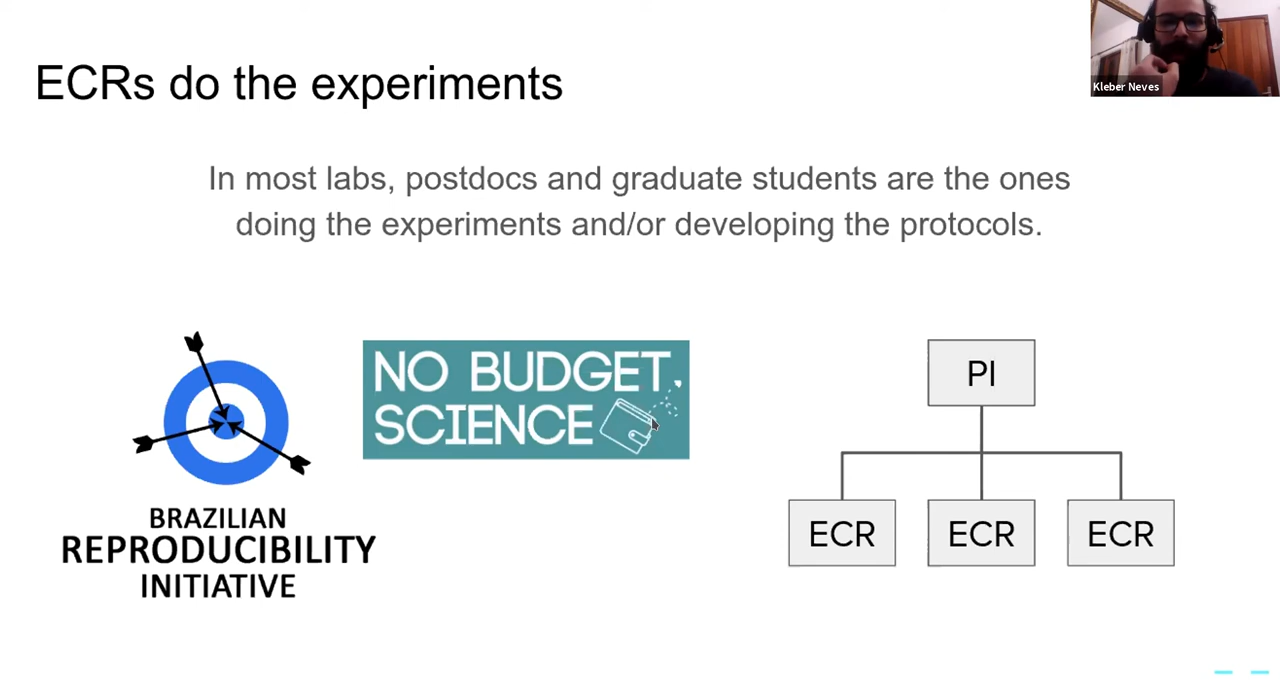 Kleber Neves
ECRs do the experiments
In most labs, postdocs and graduate students are the ones
doing the experiments and/or developing the protocols.
NO BUDGET
SCIENCE
BRAZILIAN
REPRODUCIBILITY
INITIATIVE
PI
ECR ECR ECR